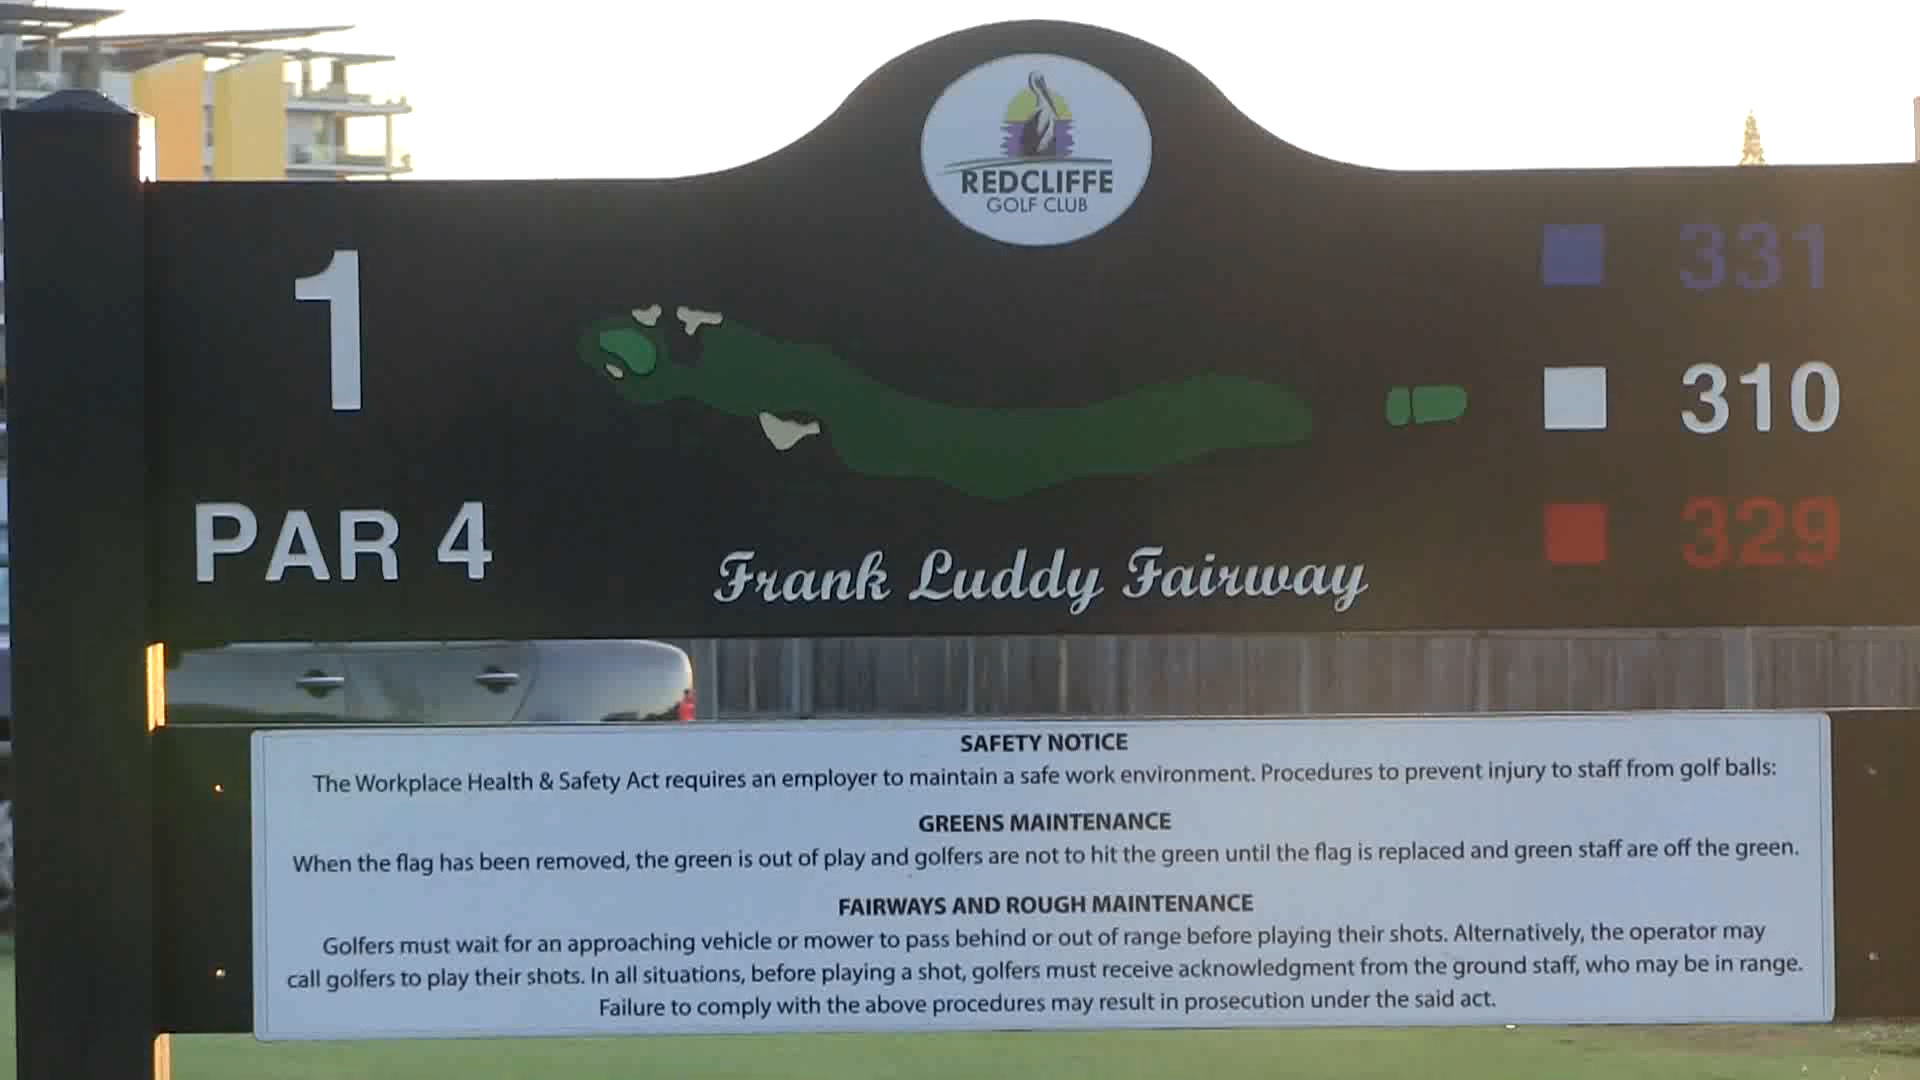 REDCLIFFE
GOLF CLUB
1
PAR 4
331
310
329
Frank Luddy Fairway
SAFETY NOTICE
The Workplace Health & Safety Act requires an employer to maintain a safe work environment. Procedures to prevent injury to staff from golf balls:
GREENS MAINTENANCE
When the flag has been removed, the green is out of play and golfers are not to hit the green until the flag is replaced and green staff are off the green.
FAIRWAYS AND ROUGH MAINTENANCE
Golfers must wait for an approaching vehicle or mower to pass behind or out of range before playing their shots. Alternatively, the operator may
call golfers to play their shots. In all situations, before playing a shot, golfers must receive acknowledgment from the ground staff, who may be in range.
Failure to comply with the above procedures may result in prosecution under the said act.